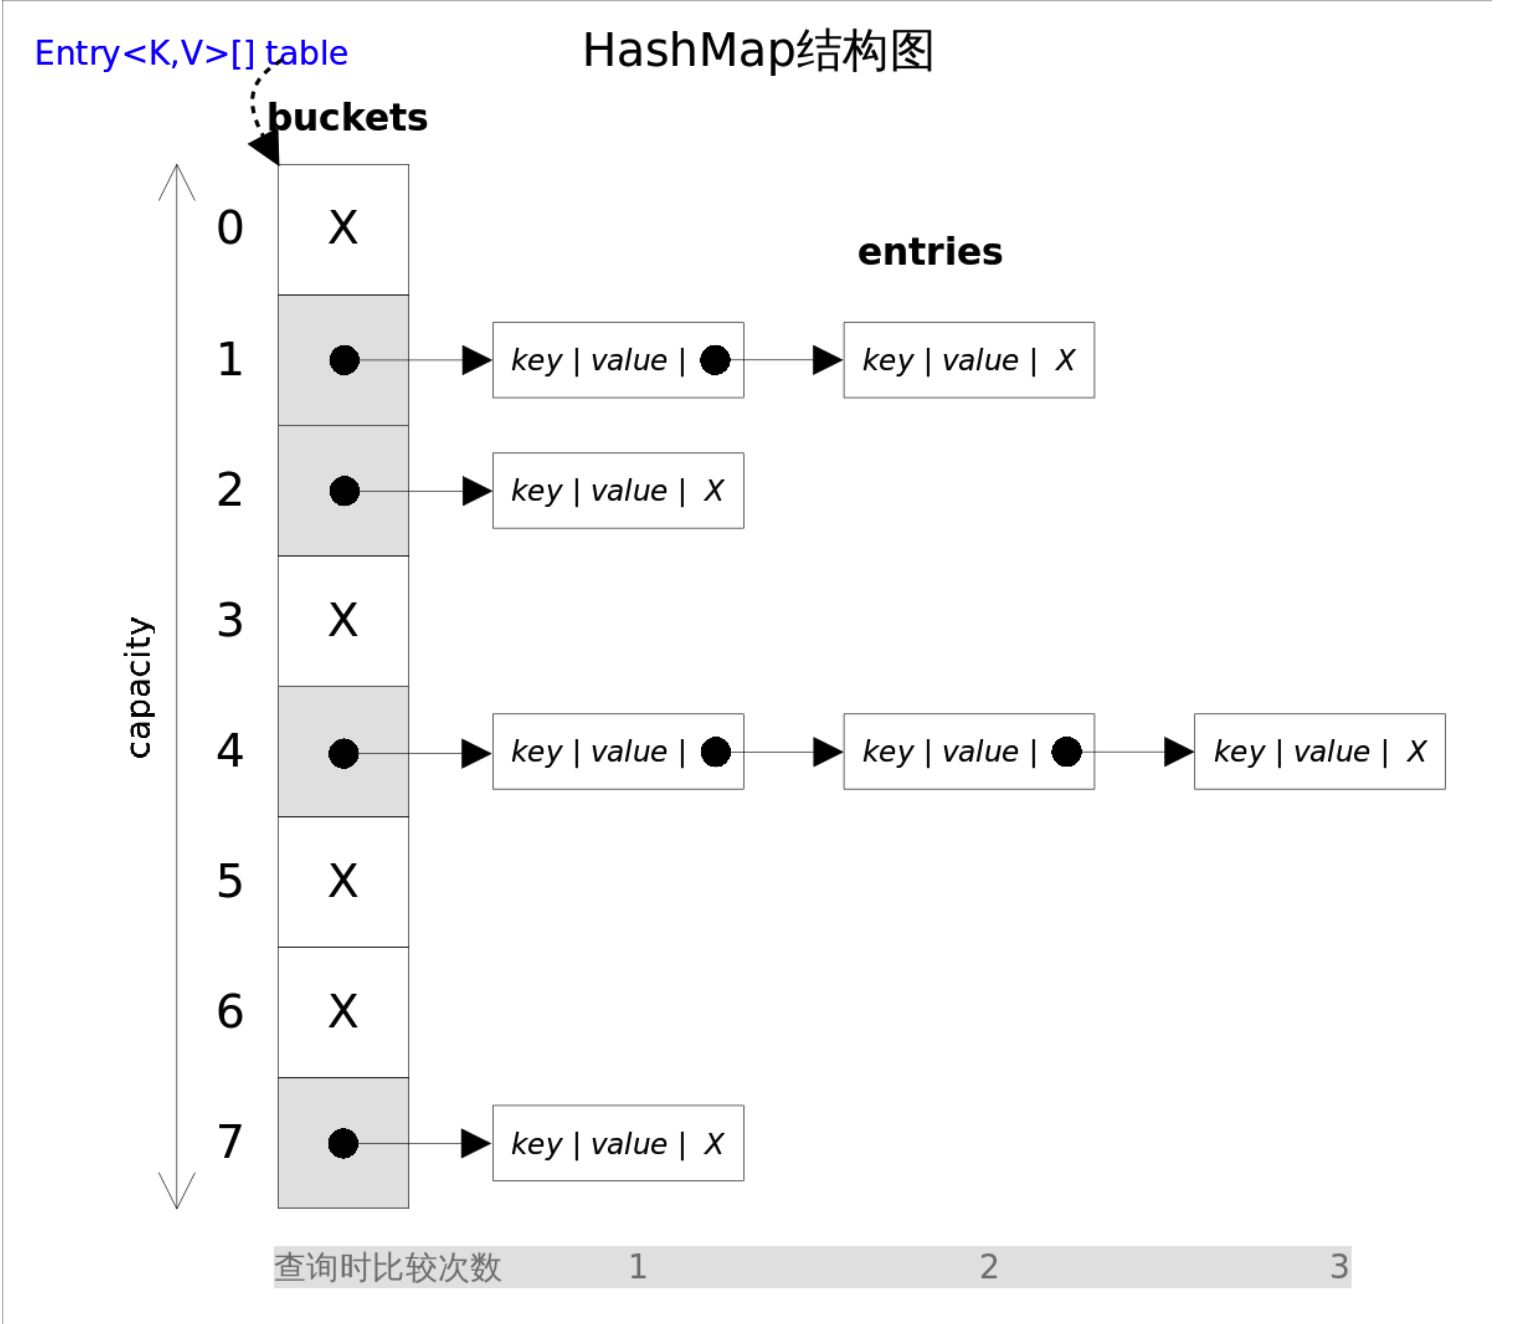 HashMap结构图
Entry<K,V>[] table
buckets
entries
capacity
0 X
1 key | value | key | value | X
2 key | value | X
3 X
4 key | value | key | value | key | value | X
5 X
6 X
7 key | value | X
查询时比较次数 1 2 3